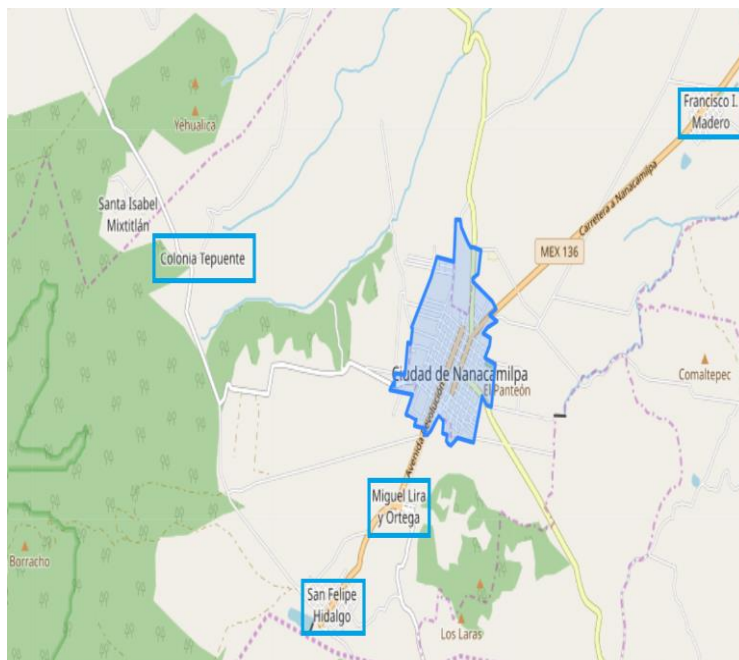 Francisco I.
Madero
Yehualica
Santa Isabel
Mixtitlán
Carretera a Nanacamilpa
MEX 136
Colonia Tepuente
Ciudad de Nanacamilpa
El Panteón
Comaltepec
Avenida Revolución
Miguel Lira
y Ortega
Borracho
San Felipe
Hidalgo
Los Laras